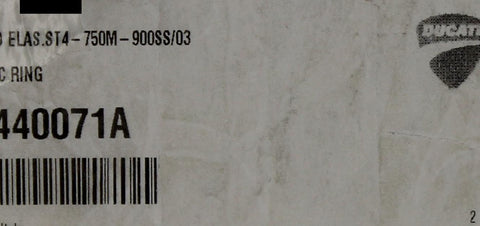 ELAS.ST4-750M-900SS/03
DUCATI
C RING
440071A
2